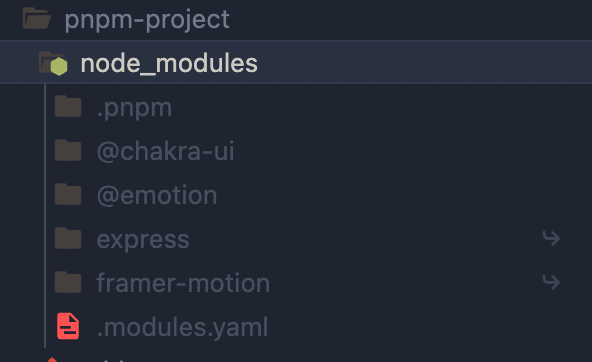 pnpm-project
node_modules
.pnpm
@chakra-ui
@emotion
express
framer-motion
.modules.yaml